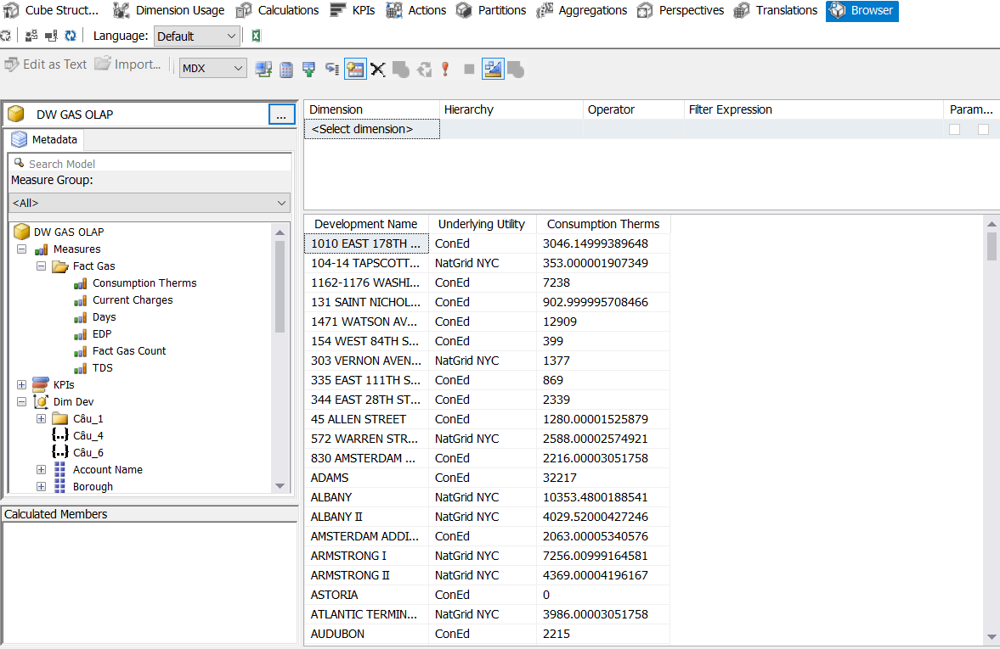 Cube Struct... Dimension Usage Calculations KPIs Actions Partitions Aggregations Perspectives Translations Browser
Language: Default
Edit as Text Import... MDX
DW GAS OLAP ...
Metadata
Search Model
Measure Group:
<All>
DW GAS OLAP
Measures
Fact Gas
Consumption Therms
Current Charges
Days
EDP
Fact Gas Count
TDS
KPIs
Dim Dev
Câu_1
Câu_4
Câu_6
Account Name
Borough
Calculated Members
Dimension Hierarchy Operator Filter Expression Param...
<Select dimension>
Development Name Underlying Utility Consumption Therms
1010 EAST 178TH ... ConEd 3046.14999389648
104-14 TAPSCOTT... NatGrid NYC 353.000001907349
1162-1176 WASHI... ConEd 7238
131 SAINT NICHOL... ConEd 902.999995708466
1471 WATSON AV... ConEd 12909
154 WEST 84TH S... ConEd 399
303 VERNON AVEN... NatGrid NYC 1377
335 EAST 111TH S... ConEd 869
344 EAST 28TH ST... ConEd 2339
45 ALLEN STREET ConEd 1280.00001525879
572 WARREN STR... NatGrid NYC 2588.00002574921
830 AMSTERDAM ... ConEd 2216.00003051758
ADAMS ConEd 32217
ALBANY NatGrid NYC 10353.4800188541
ALBANY II NatGrid NYC 4029.52000427246
AMSTERDAM ADDI... ConEd 2063.00005340576
ARMSTRONG I NatGrid NYC 7256.00999164581
ARMSTRONG II NatGrid NYC 4369.00004196167
ASTORIA ConEd 0
ATLANTIC TERMIN... NatGrid NYC 3986.00003051758
AUDUBON ConEd 2215